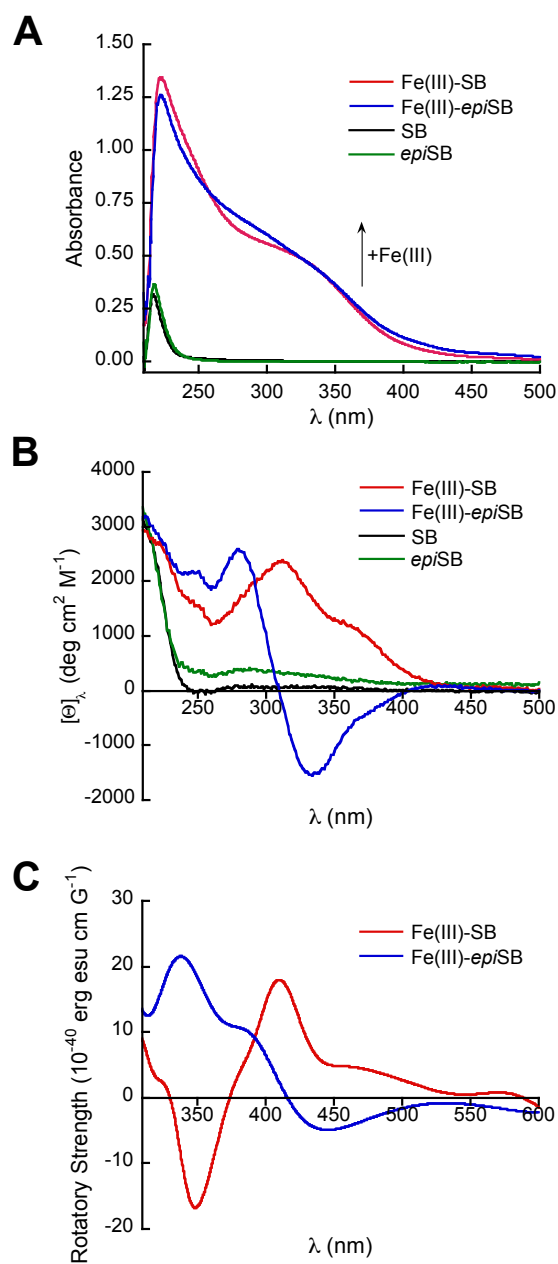 A
1.50
1.25
1.00
0.75
0.50
0.25
0.00
Absorbance
Fe(III)-SB
Fe(III)-epiSB
SB
epiSB
+Fe(III)
250 300 350 400 450 500
λ (nm)
B
4000
3000
2000
1000
0
-1000
-2000
[Θ]λ (deg cm² M⁻¹)
Fe(III)-SB
Fe(III)-epiSB
SB
epiSB
250 300 350 400 450 500
λ (nm)
C
30
20
10
0
-10
-20
Rotatory Strength (10⁻⁴⁰ erg esu cm G⁻¹)
Fe(III)-SB
Fe(III)-epiSB
350 400 450 500 550 600
λ (nm)